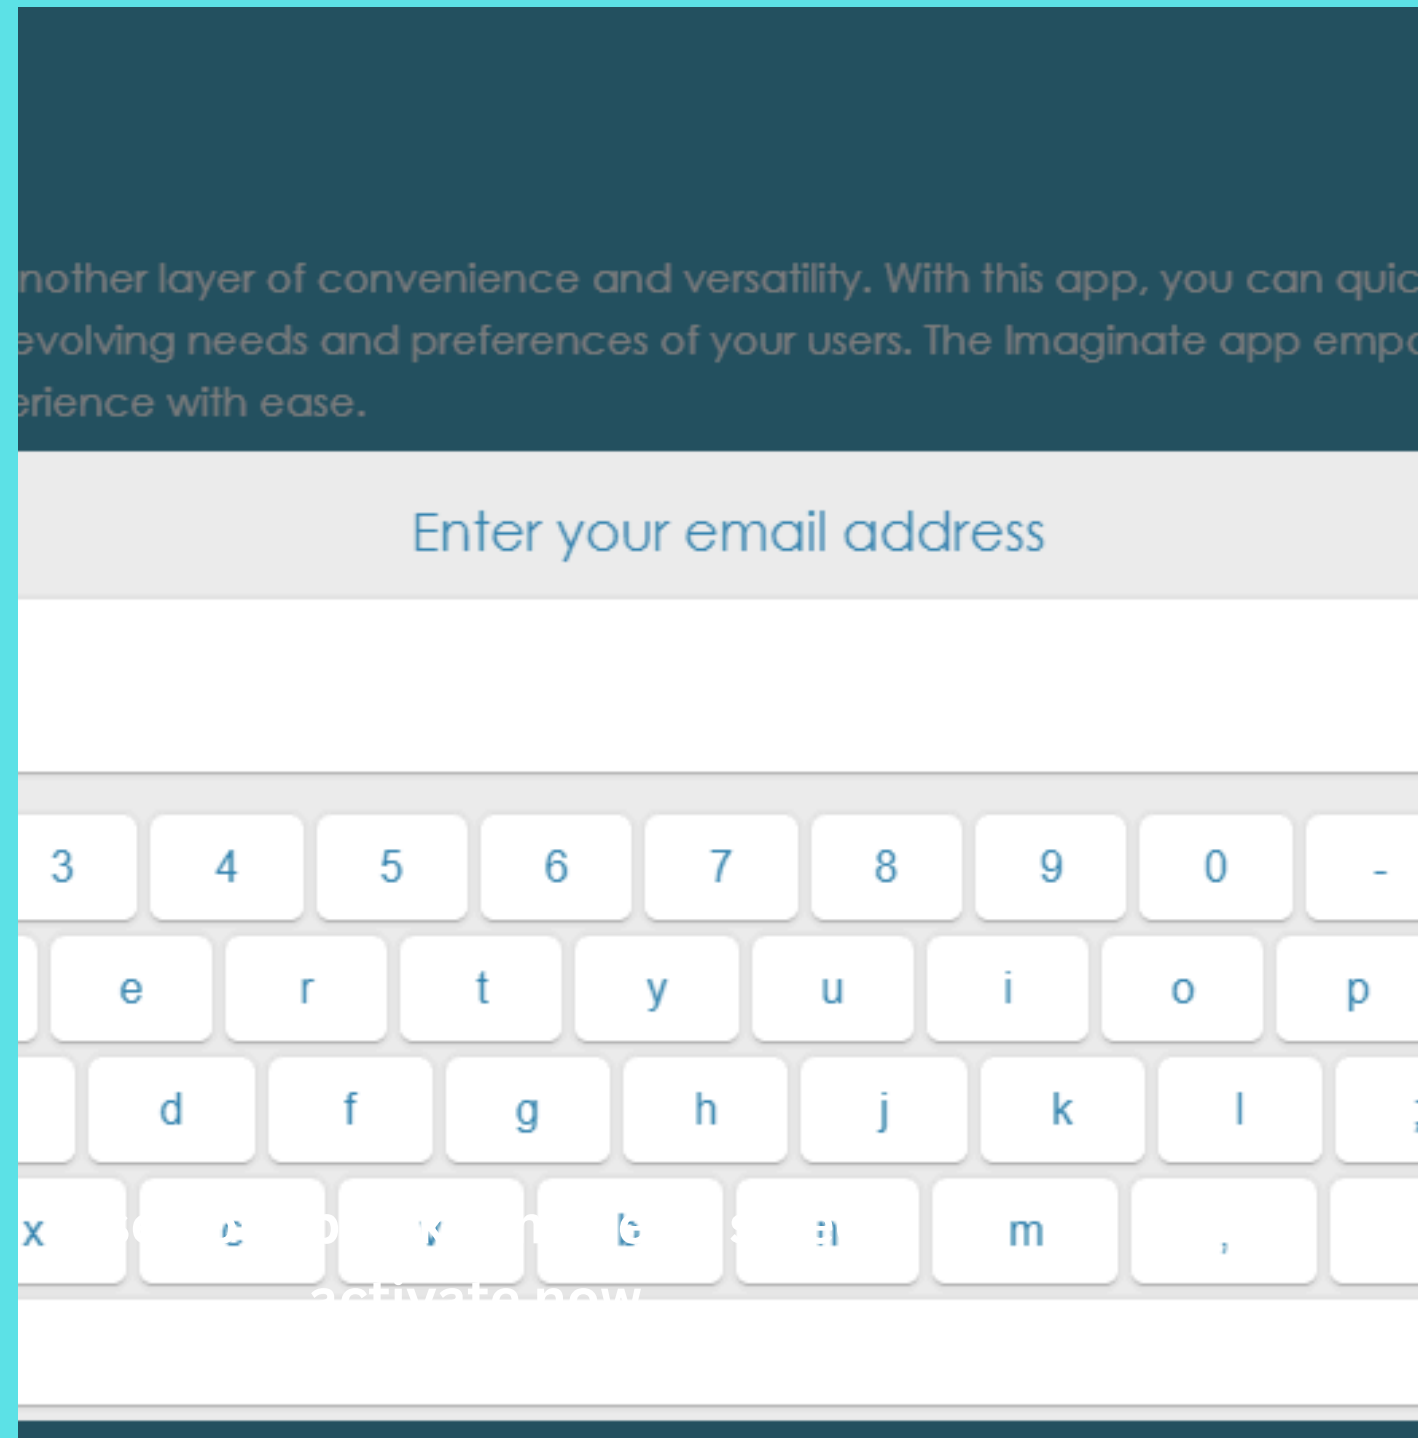 nother layer of convenience and versatility. With this app, you can quic
evolving needs and preferences of your users. The Imaginate app empo
erience with ease.
Enter your email address
3 4 5 6 7 8 9 0 -
e r t y u i o p
d f g h j k l ;
x c v b n m ,
activate now